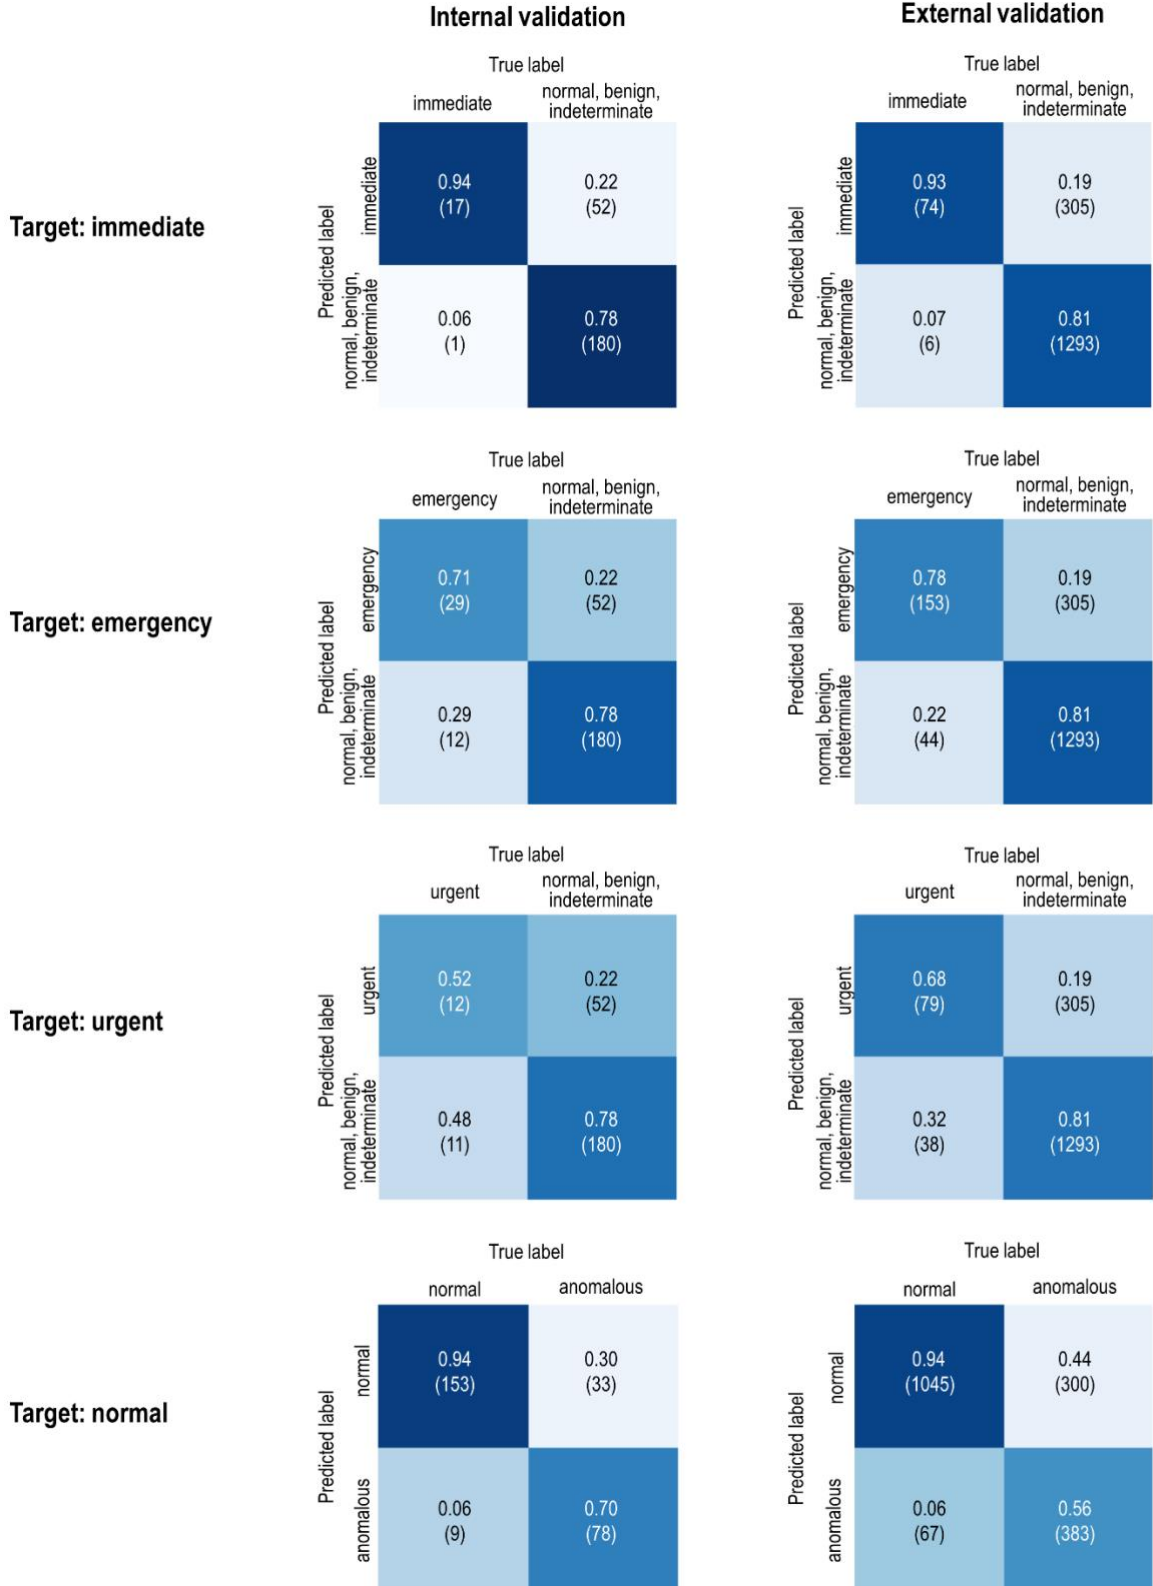 Internal validation
External validation
Target: immediate
True label
immediate
normal, benign,
indeterminate
Predicted label
immediate
normal, benign,
indeterminate
0.94
(17)
0.22
(52)
0.06
(1)
0.78
(180)
True label
immediate
normal, benign,
indeterminate
Predicted label
immediate
normal, benign,
indeterminate
0.93
(74)
0.19
(305)
0.07
(6)
0.81
(1293)
Target: emergency
True label
emergency
normal, benign,
indeterminate
Predicted label
emergency
normal, benign,
indeterminate
0.71
(29)
0.22
(52)
0.29
(12)
0.78
(180)
True label
emergency
normal, benign,
indeterminate
Predicted label
emergency
normal, benign,
indeterminate
0.78
(153)
0.19
(305)
0.22
(44)
0.81
(1293)
Target: urgent
True label
urgent
normal, benign,
indeterminate
Predicted label
urgent
normal, benign,
indeterminate
0.52
(12)
0.22
(52)
0.48
(11)
0.78
(180)
True label
urgent
normal, benign,
indeterminate
Predicted label
urgent
normal, benign,
indeterminate
0.68
(79)
0.19
(305)
0.32
(38)
0.81
(1293)
Target: normal
True label
normal
anomalous
Predicted label
normal
anomalous
0.94
(153)
0.30
(33)
0.06
(9)
0.70
(78)
True label
normal
anomalous
Predicted label
normal
anomalous
0.94
(1045)
0.44
(300)
0.06
(67)
0.56
(383)